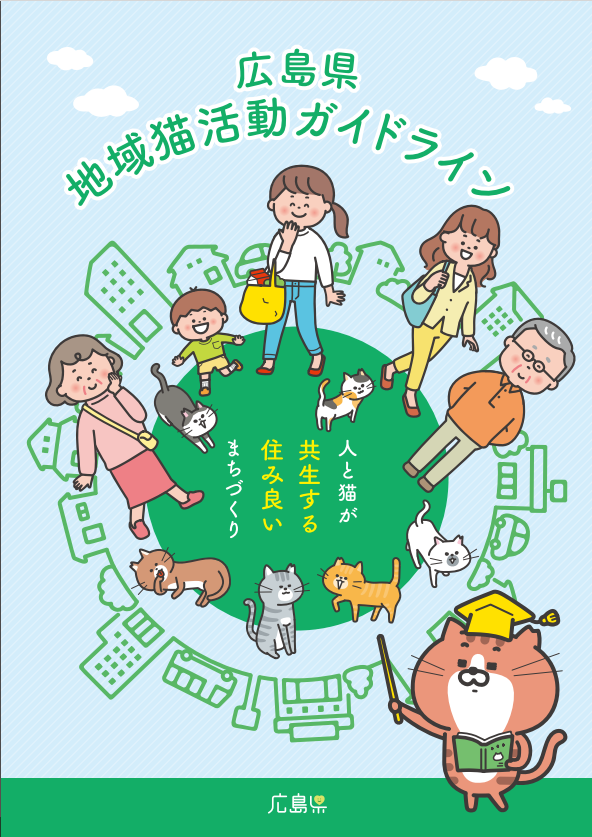 広島県
地域猫活動ガイドライン
人と猫が
共生する
住み良い
まちづくり
広島県